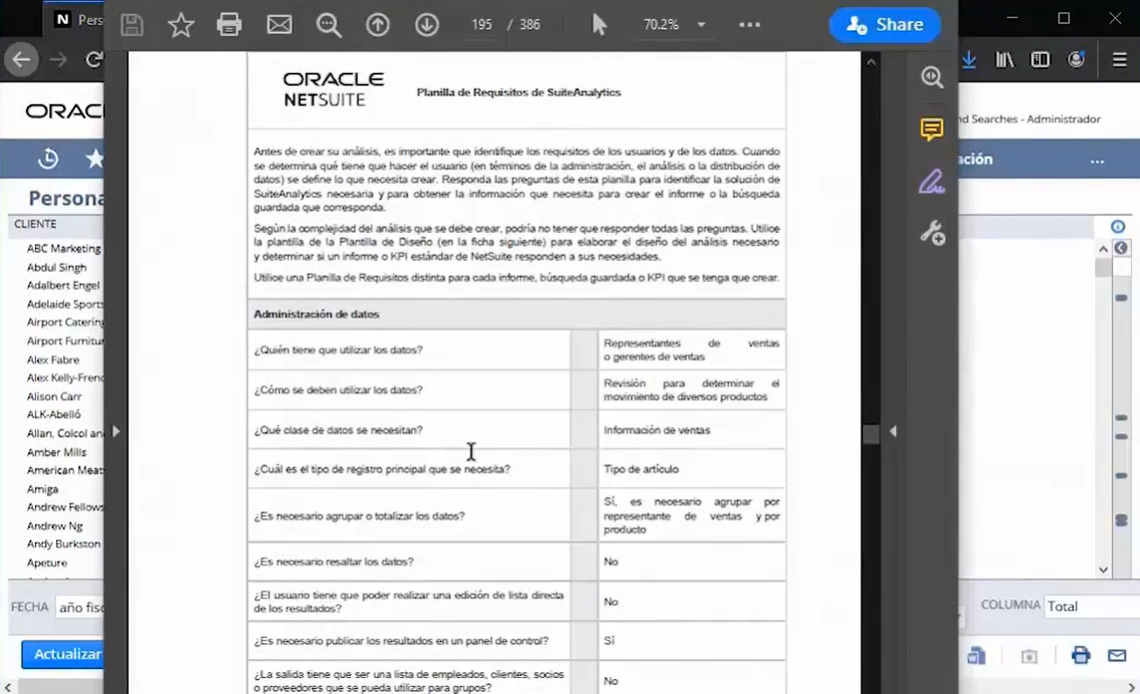 N Pers
195 / 386
70.2%
Share
ORAC
nd Searches - Administrador
ación
Persona
CLIENTE
ABC Marketing
Abdul Singh
Adalbert Engel
Adelaide Sports
Airport Catering
Airport Furnitur
Alex Fabre
Alex Kelly-Frenc
Alison Carr
ALK-Abelló
Allan, Colcol an
Amber Mills
American Meats
Amiga
Andrew Fellows
Andrew Ng
Andy Burkston
Apeture
FECHA año fisc
Actualizar
COLUMNA Total
ORACLE
NETSUITE
Planilla de Requisitos de SuiteAnalytics
Antes de crear su análisis, es importante que identifique los requisitos de los usuarios y de los datos. Cuando
se determina qué tiene que hacer el usuario (en términos de la administración, el análisis o la distribución de
datos) se define lo que necesita crear. Responda las preguntas de esta planilla para identificar la solución de
SuiteAnalytics necesaria y para obtener la información que necesita para crear el informe o la búsqueda
guardada que corresponda.
Según la complejidad del análisis que se debe crear, podría no tener que responder todas las preguntas. Utilice
la plantilla de la Plantilla de Diseño (en la ficha siguiente) para elaborar el diseño del análisis necesario
y determinar si un informe o KPI estándar de NetSuite responden a sus necesidades.
Utilice una Planilla de Requisitos distinta para cada informe, búsqueda guardada o KPI que se tenga que crear.
Administración de datos
¿Quién tiene que utilizar los datos?
Representantes de ventas
o gerentes de ventas
¿Cómo se deben utilizar los datos?
Revisión para determinar el
movimiento de diversos productos
¿Qué clase de datos se necesitan?
Información de ventas
¿Cuál es el tipo de registro principal que se necesita?
Tipo de artículo
¿Es necesario agrupar o totalizar los datos?
Sí, es necesario agrupar por
representante de ventas y por
producto
¿Es necesario resaltar los datos?
No
¿El usuario tiene que poder realizar una edición de lista directa
de los resultados?
No
¿Es necesario publicar los resultados en un panel de control?
Sí
¿La salida tiene que ser una lista de empleados, clientes, socios
o proveedores que se pueda utilizar para grupos?
No